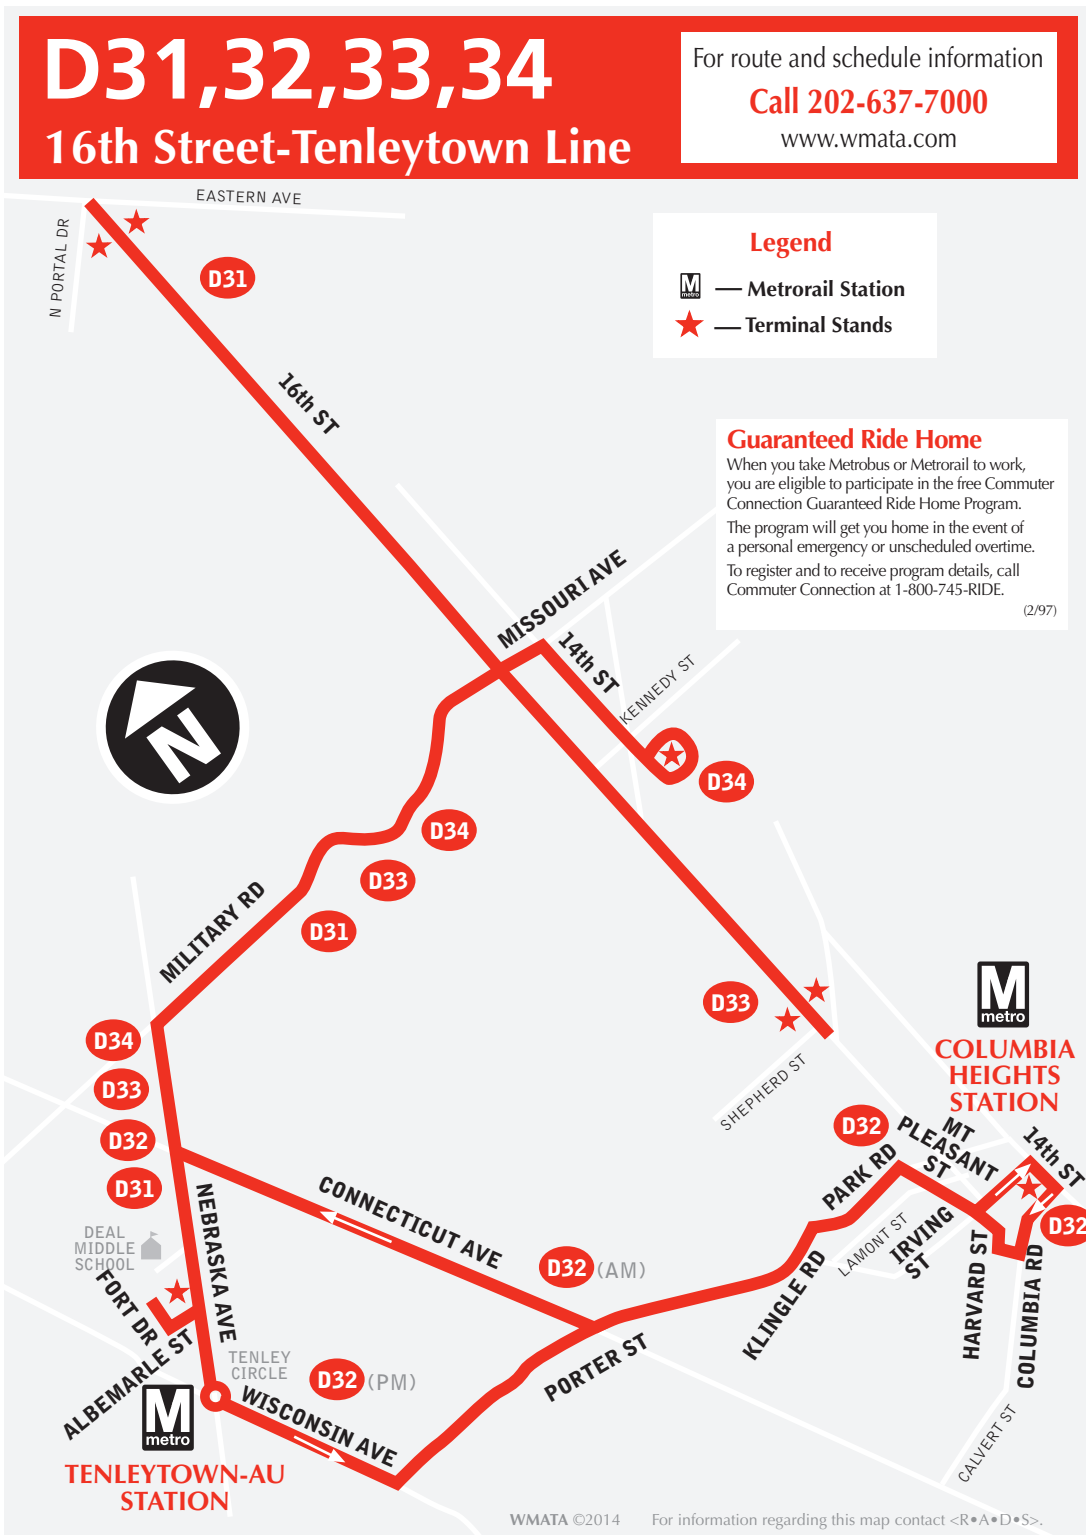 D31,32,33,34
16th Street-Tenleytown Line
For route and schedule information
Call 202-637-7000
www.wmata.com
EASTERN AVE
N PORTAL DR
D31
Legend
M
metro
— Metrorail Station
— Terminal Stands
16th ST
Guaranteed Ride Home
When you take Metrobus or Metrorail to work,
you are eligible to participate in the free Commuter
Connection Guaranteed Ride Home Program.
The program will get you home in the event of
a personal emergency or unscheduled overtime.
To register and to receive program details, call
Commuter Connection at 1-800-745-RIDE.
(2/97)
MISSOURI AVE
14th ST
KENNEDY ST
N
D34
D34
D33
D31
MILITARY RD
D33
SHEPHERD ST
M
metro
COLUMBIA
HEIGHTS
STATION
D34
D33
D32
D31
D32
MT
PLEASANT
ST
14th ST
PARK RD
LAMONT ST
IRVING
ST
D32
HARVARD ST
COLUMBIA RD
KLINGLE RD
CONNECTICUT AVE
D32 (AM)
NEBRASKA AVE
DEAL
MIDDLE
SCHOOL
FORT DR
ALBEMARLE ST
TENLEY
CIRCLE
D32 (PM)
PORTER ST
WISCONSIN AVE
CALVERT ST
M
metro
TENLEYTOWN-AU
STATION
WMATA ©2014
For information regarding this map contact <R•A•D•S>.